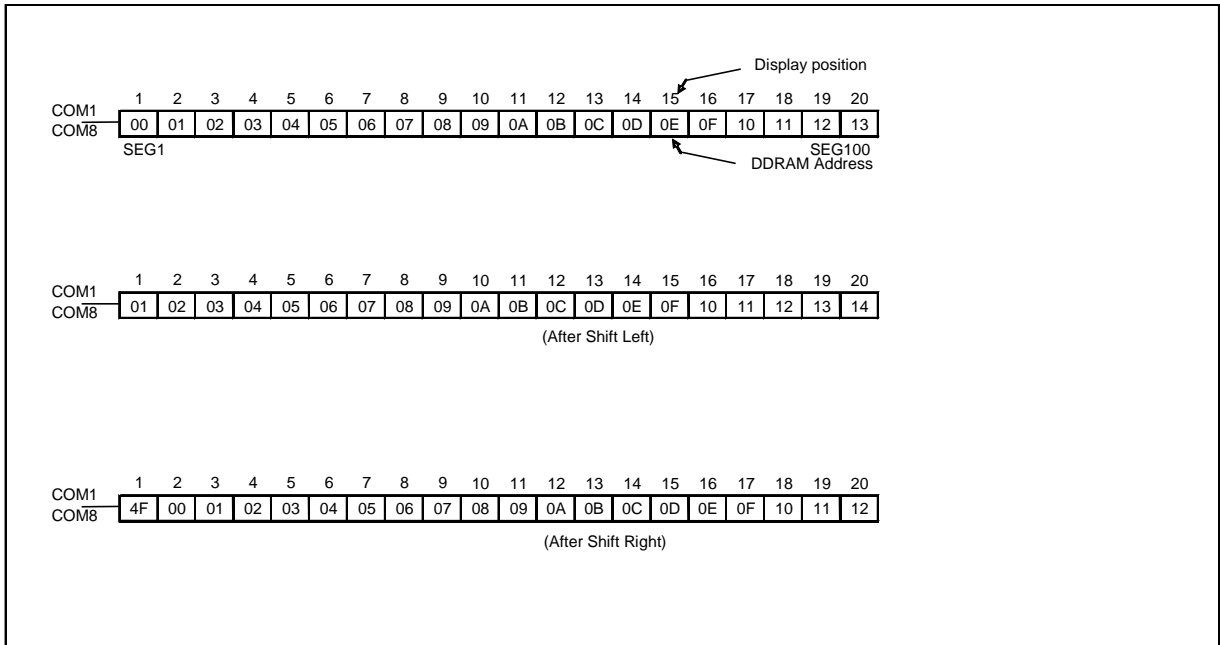 Display position
1 2 3 4 5 6 7 8 9 10 11 12 13 14 15 16 17 18 19 20
COM1
COM8
00 01 02 03 04 05 06 07 08 09 0A 0B 0C 0D 0E 0F 10 11 12 13
SEG1
SEG100
DDRAM Address
1 2 3 4 5 6 7 8 9 10 11 12 13 14 15 16 17 18 19 20
COM1
COM8
01 02 03 04 05 06 07 08 09 0A 0B 0C 0D 0E 0F 10 11 12 13 14
(After Shift Left)
1 2 3 4 5 6 7 8 9 10 11 12 13 14 15 16 17 18 19 20
COM1
COM8
4F 00 01 02 03 04 05 06 07 08 09 0A 0B 0C 0D 0E 0F 10 11 12
(After Shift Right)